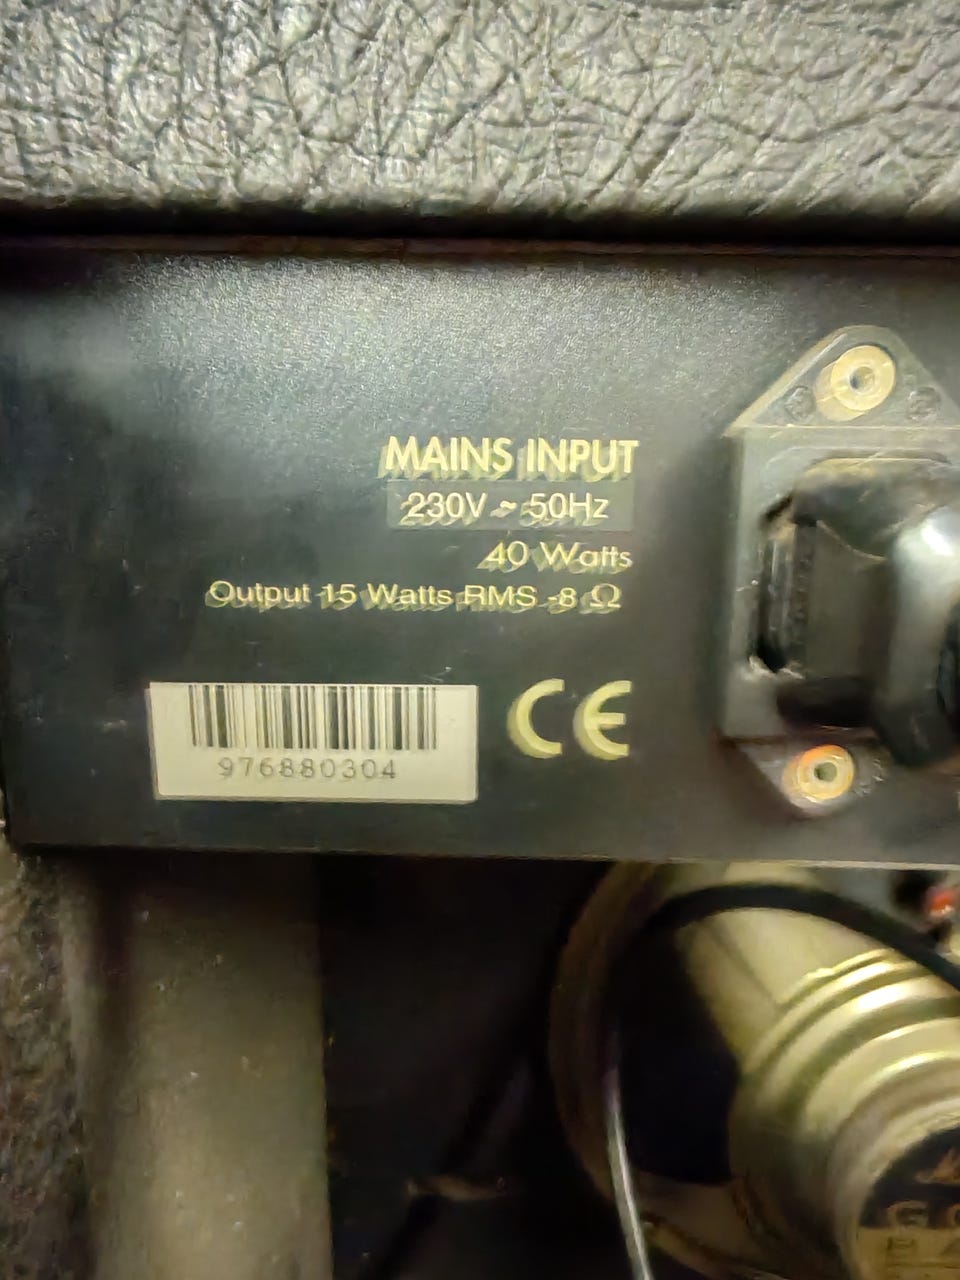 MAINS INPUT
230V ~ 50Hz
40 Watts
Output 15 Watts RMS -8 Ω
CE
976880304